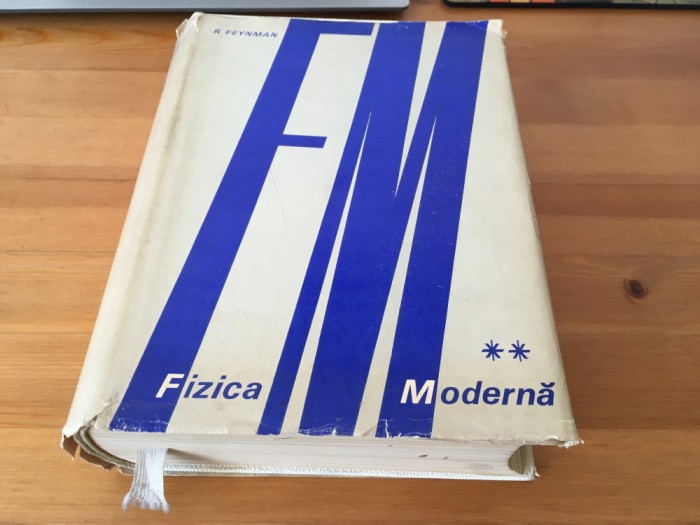 R. FEYNMAN
FM
**
Fizica Modernă